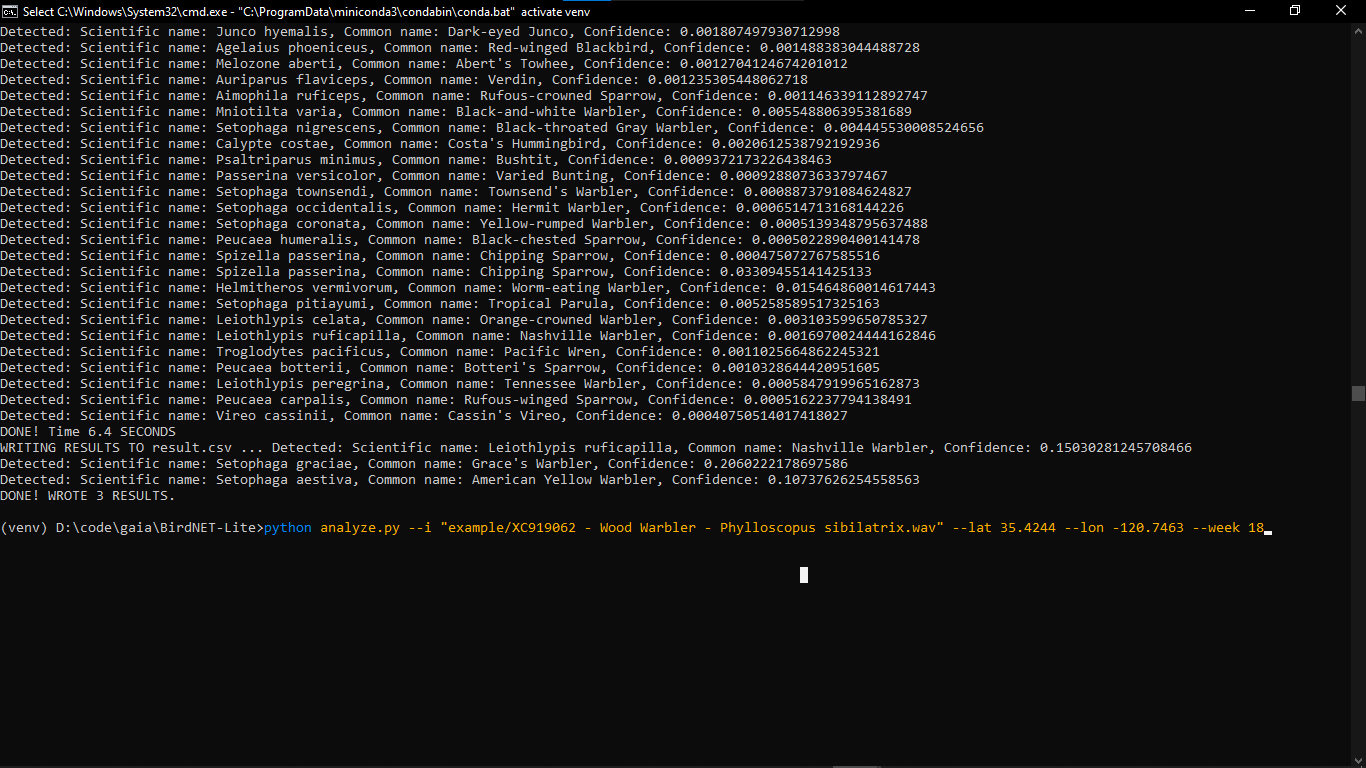 Select C:\Windows\System32\cmd.exe - "C:\ProgramData\miniconda3\condabin\conda.bat" activate venv
Detected: Scientific name: Junco hyemalis, Common name: Dark-eyed Junco, Confidence: 0.001807497930712998
Detected: Scientific name: Agelaius phoeniceus, Common name: Red-winged Blackbird, Confidence: 0.001488383044488728
Detected: Scientific name: Melozone aberti, Common name: Abert's Towhee, Confidence: 0.0012704124674201012
Detected: Scientific name: Auriparus flaviceps, Common name: Verdin, Confidence: 0.001235305448062718
Detected: Scientific name: Aimophila ruficeps, Common name: Rufous-crowned Sparrow, Confidence: 0.001146339112892747
Detected: Scientific name: Mniotilta varia, Common name: Black-and-white Warbler, Confidence: 0.005548806395381689
Detected: Scientific name: Setophaga nigrescens, Common name: Black-throated Gray Warbler, Confidence: 0.004445530008524656
Detected: Scientific name: Calypte costae, Common name: Costa's Hummingbird, Confidence: 0.0020612538792192936
Detected: Scientific name: Psaltriparus minimus, Common name: Bushtit, Confidence: 0.0009372173226438463
Detected: Scientific name: Passerina versicolor, Common name: Varied Bunting, Confidence: 0.0009288073633797467
Detected: Scientific name: Setophaga townsendi, Common name: Townsend's Warbler, Confidence: 0.0008873791084624827
Detected: Scientific name: Setophaga occidentalis, Common name: Hermit Warbler, Confidence: 0.0006514713168144226
Detected: Scientific name: Setophaga coronata, Common name: Yellow-rumped Warbler, Confidence: 0.0005139348795637488
Detected: Scientific name: Peucaea humeralis, Common name: Black-chested Sparrow, Confidence: 0.0005022890400141478
Detected: Scientific name: Spizella passerina, Common name: Chipping Sparrow, Confidence: 0.000475072767585516
Detected: Scientific name: Spizella passerina, Common name: Chipping Sparrow, Confidence: 0.03309455141425133
Detected: Scientific name: Helmitheros vermivorum, Common name: Worm-eating Warbler, Confidence: 0.015464860014617443
Detected: Scientific name: Setophaga pitiayumi, Common name: Tropical Parula, Confidence: 0.005258589517325163
Detected: Scientific name: Leiothlypis celata, Common name: Orange-crowned Warbler, Confidence: 0.003103599650785327
Detected: Scientific name: Leiothlypis ruficapilla, Common name: Nashville Warbler, Confidence: 0.0016970024444162846
Detected: Scientific name: Troglodytes pacificus, Common name: Pacific Wren, Confidence: 0.0011025664862245321
Detected: Scientific name: Peucaea botterii, Common name: Botteri's Sparrow, Confidence: 0.0010328644420951605
Detected: Scientific name: Leiothlypis peregrina, Common name: Tennessee Warbler, Confidence: 0.0005847919965162873
Detected: Scientific name: Peucaea carpalis, Common name: Rufous-winged Sparrow, Confidence: 0.0005162237794138491
Detected: Scientific name: Vireo cassinii, Common name: Cassin's Vireo, Confidence: 0.00040750514017418027
DONE! Time 6.4 SECONDS
WRITING RESULTS TO result.csv ... Detected: Scientific name: Leiothlypis ruficapilla, Common name: Nashville Warbler, Confidence: 0.15030281245708466
Detected: Scientific name: Setophaga graciae, Common name: Grace's Warbler, Confidence: 0.2060222178697586
Detected: Scientific name: Setophaga aestiva, Common name: American Yellow Warbler, Confidence: 0.10737626254558563
DONE! WROTE 3 RESULTS.
(venv) D:\code\gaia\BirdNET-Lite>python analyze.py --i "example/XC919062 - Wood Warbler - Phylloscopus sibilatrix.wav" --lat 35.4244 --lon -120.7463 --week 18